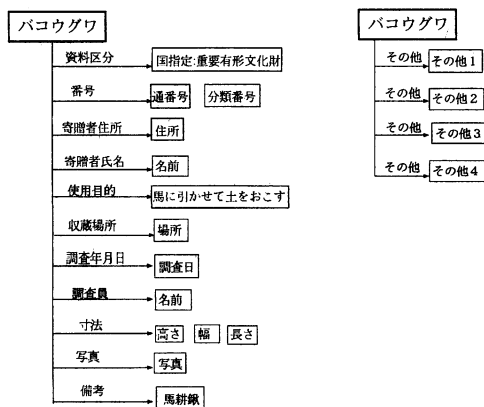 バコウグワ
資料区分 国指定:重要有形文化財
番号 通番号 分類番号
寄贈者住所 住所
寄贈者氏名 名前
使用目的 馬に引かせて土をおこす
収蔵場所 場所
調査年月日 調査日
調査員 名前
寸法 高さ 幅 長さ
写真 写真
備考 馬耕鍬
バコウグワ
その他 その他1
その他 その他2
その他 その他3
その他 その他4